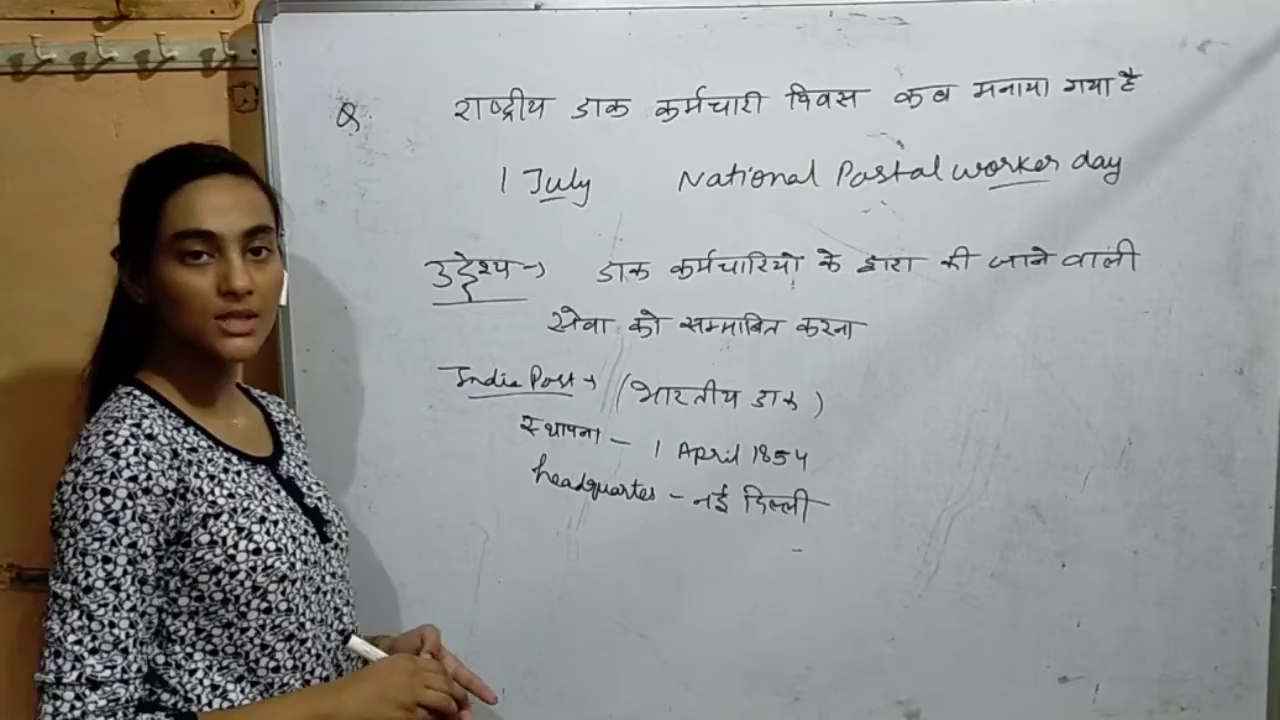 Q. राष्ट्रीय डाक कर्मचारी दिवस कब मनाया गया है
1 July National Postal worker day
उद्देश्य → डाक कर्मचारियो के द्वारा की जाने वाली
सेवा को सम्मानित करना
India Post → (भारतीय डाक)
स्थापना - 1 April 1854
headquartes - नई दिल्ली